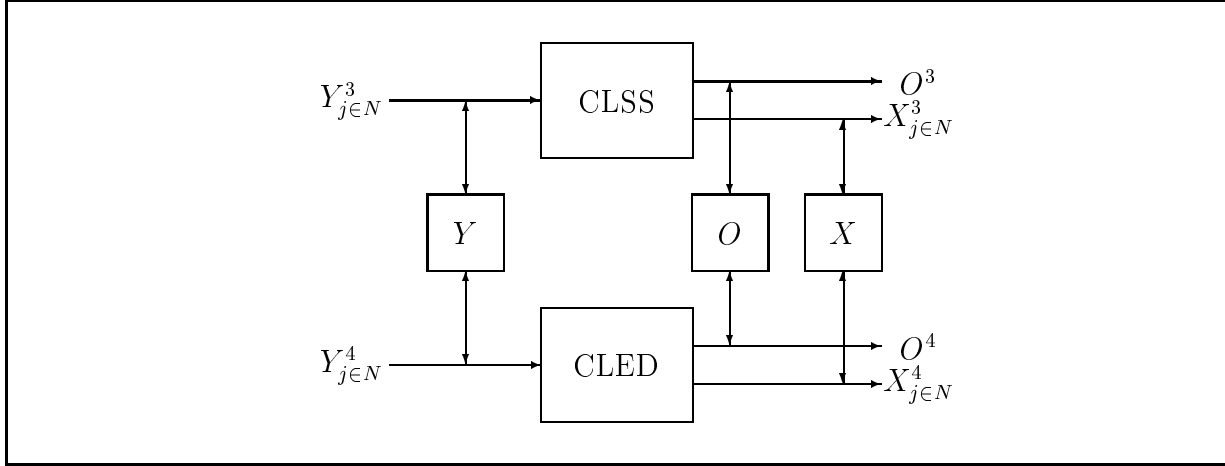 O^3
Y^3_{j∈N} CLSS
X^3_{j∈N}
Y O X
O^4
Y^4_{j∈N} CLED
X^4_{j∈N}